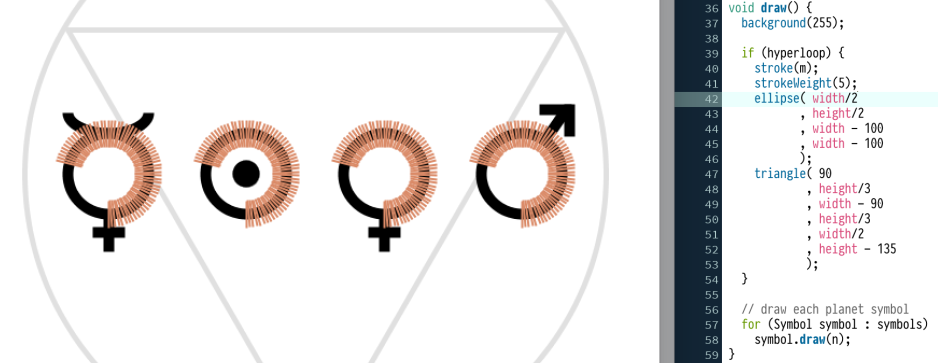 36 void draw() {
37   background(255);
38
39   if (hyperloop) {
40     stroke(m);
41     strokeWeight(5);
42     ellipse( width/2
43            , height/2
44            , width - 100
45            , width - 100
46            );
47     triangle( 90
48             , height/3
49             , width - 90
50             , height/3
51             , width/2
52             , height - 135
53             );
54   }
55
56   // draw each planet symbol
57   for (Symbol symbol : symbols)
58     symbol.draw(n);
59 }